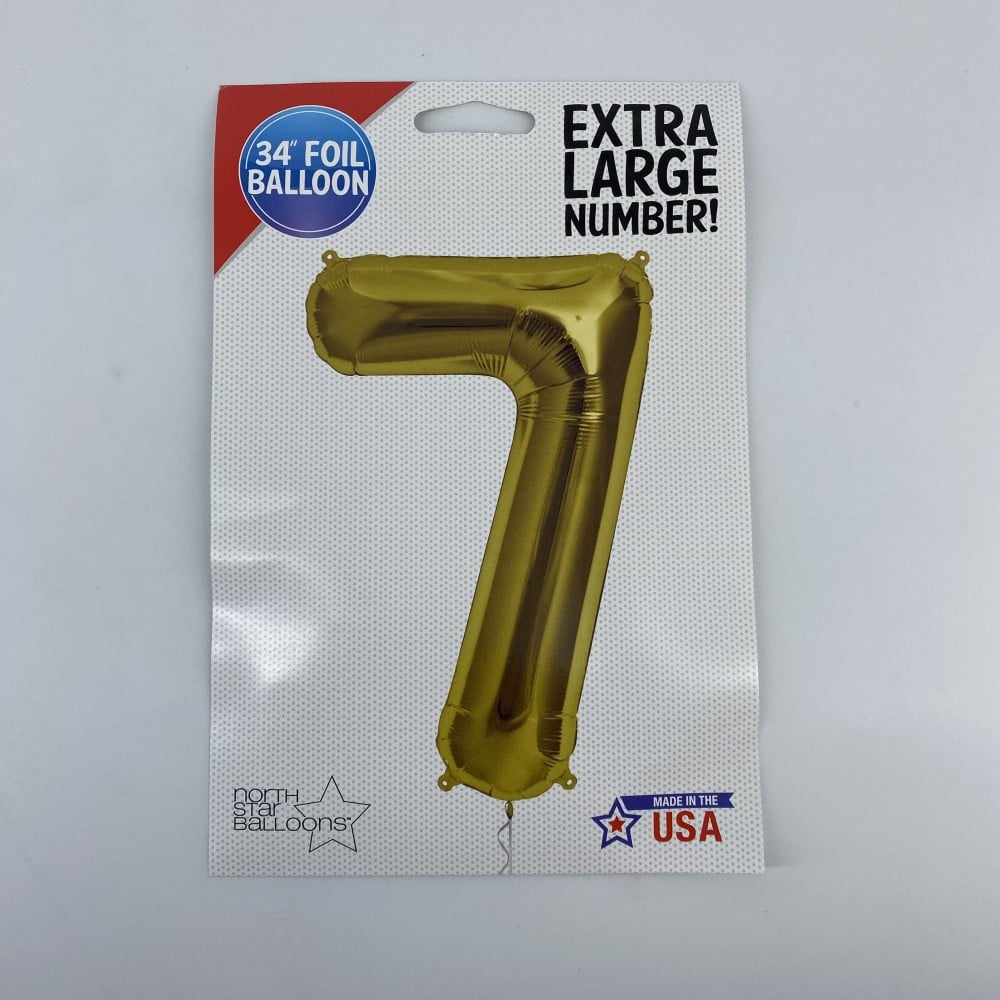 34" FOIL
BALLOON
EXTRA
LARGE
NUMBER!
7
north
star
balloons
MADE IN THE
USA